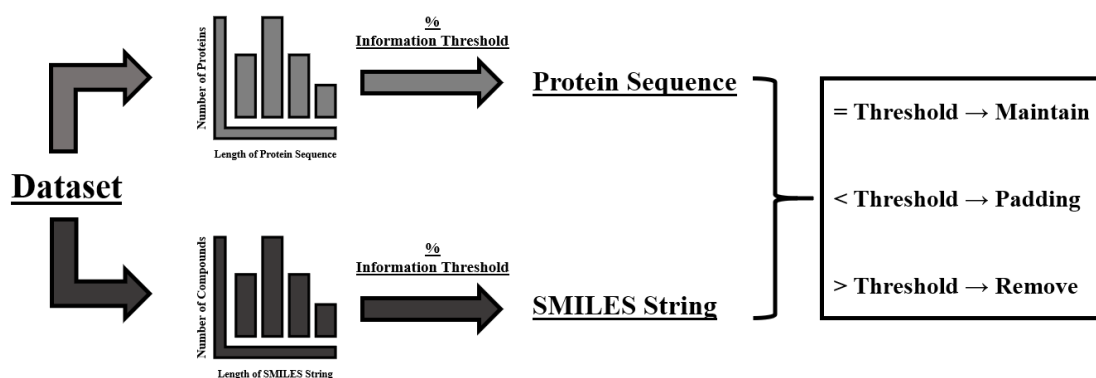 Dataset
Number of Proteins
Length of Protein Sequence
%
Information Threshold
Protein Sequence
Number of Compounds
Length of SMILES String
%
Information Threshold
SMILES String
= Threshold → Maintain
< Threshold → Padding
> Threshold → Remove